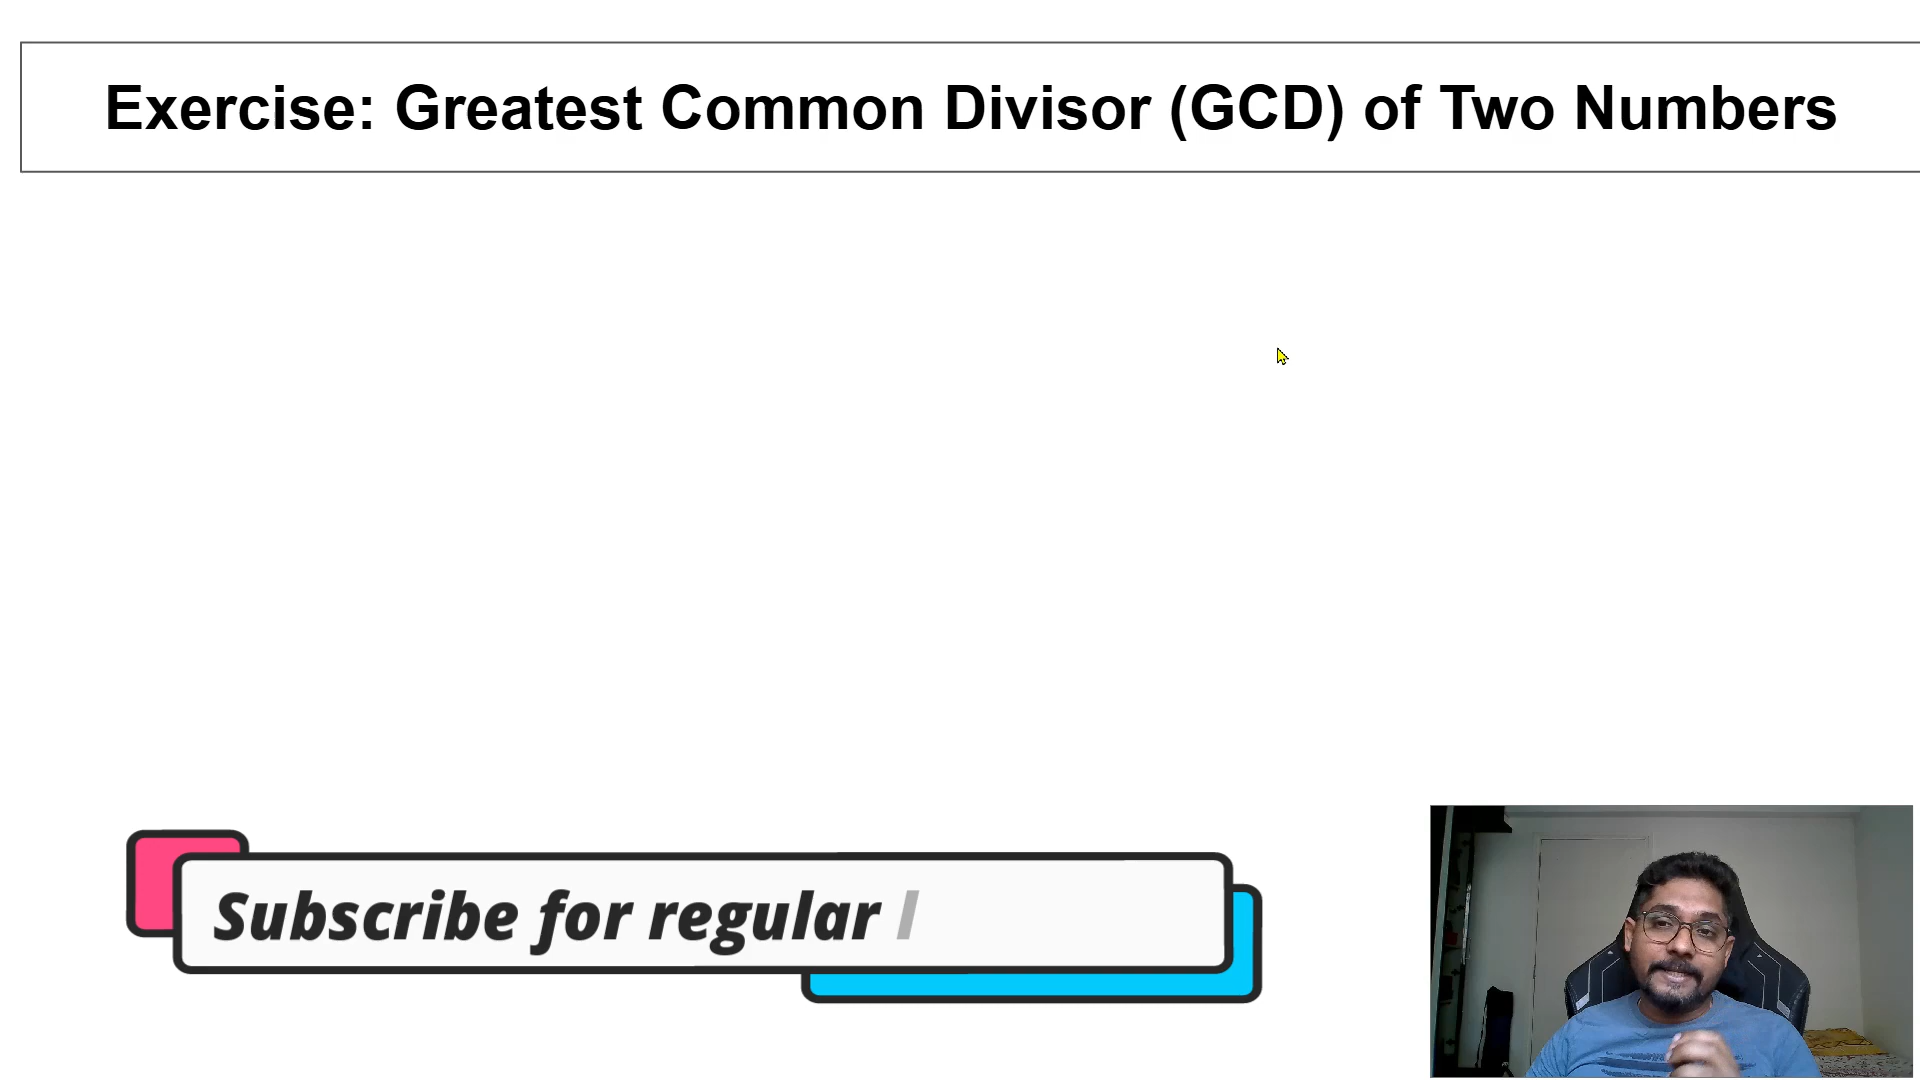 Exercise: Greatest Common Divisor (GCD) of Two Numbers
Subscribe for regular